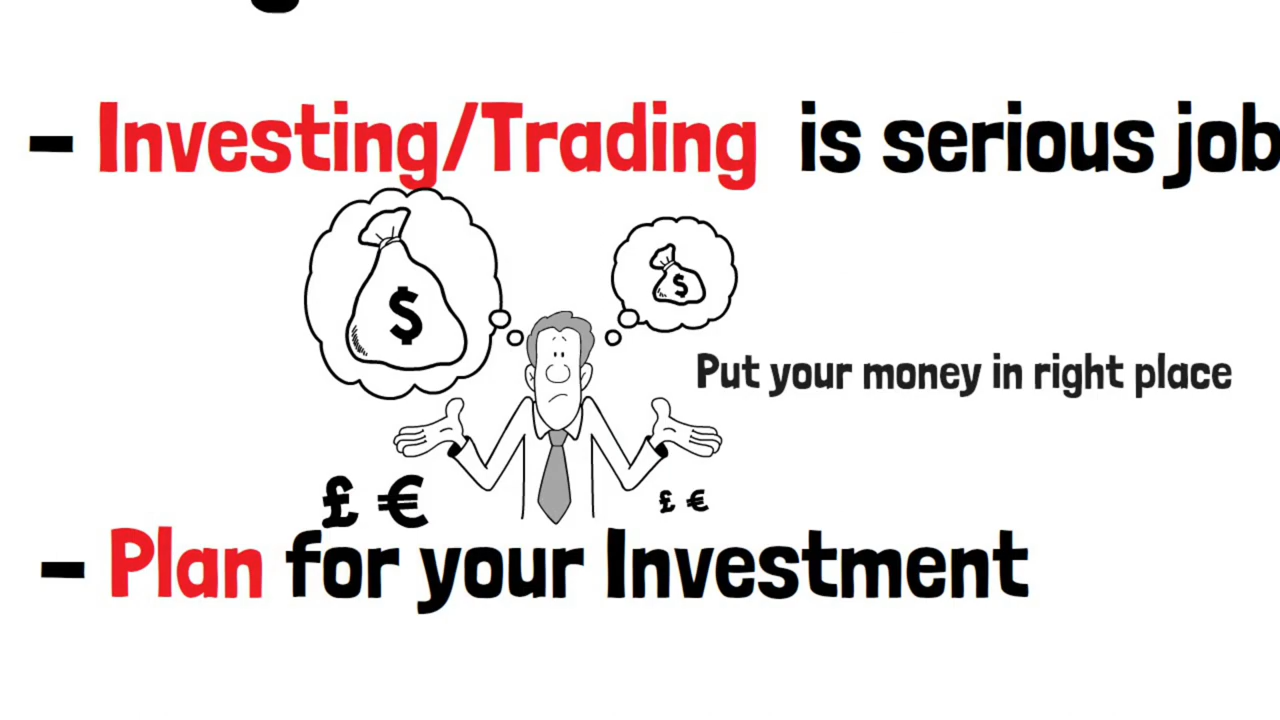 - Investing/Trading is serious job
$ $
Put your money in right place
£ € £ €
- Plan for your Investment